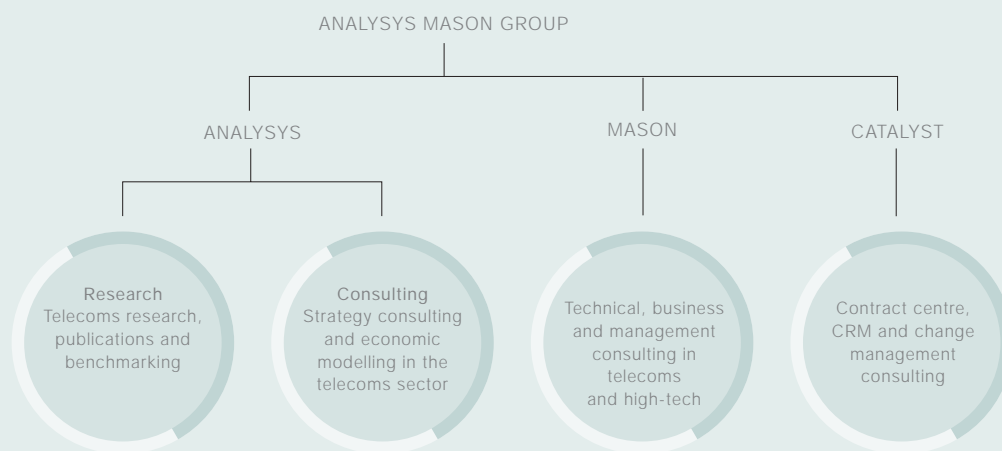 ANALYSYS MASON GROUP
ANALYSYS
MASON
CATALYST
Research
Telecoms research,
publications and
benchmarking
Consulting
Strategy consulting
and economic
modelling in the
telecoms sector
Technical, business
and management
consulting in
telecoms
and high-tech
Contract centre,
CRM and change
management
consulting